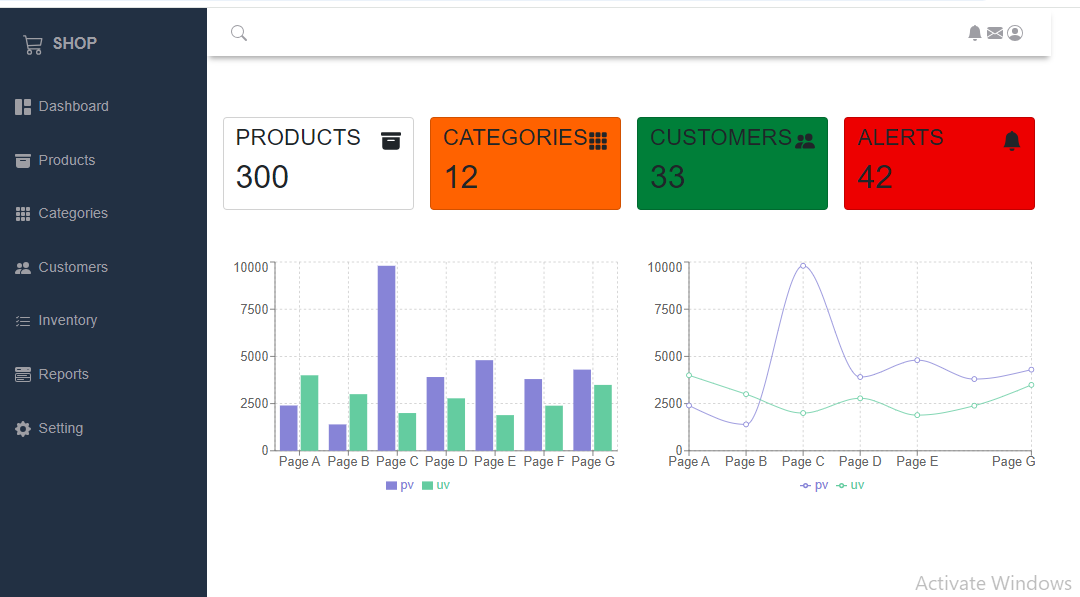 SHOP
Dashboard
Products
Categories
Customers
Inventory
Reports
Setting
PRODUCTS
300
CATEGORIES
12
CUSTOMERS
33
ALERTS
42
10000
7500
5000
2500
0
Page A Page B Page C Page D Page E Page F Page G
pv uv
10000
7500
5000
2500
0
Page A Page B Page C Page D Page E Page G
pv uv
Activate Windows